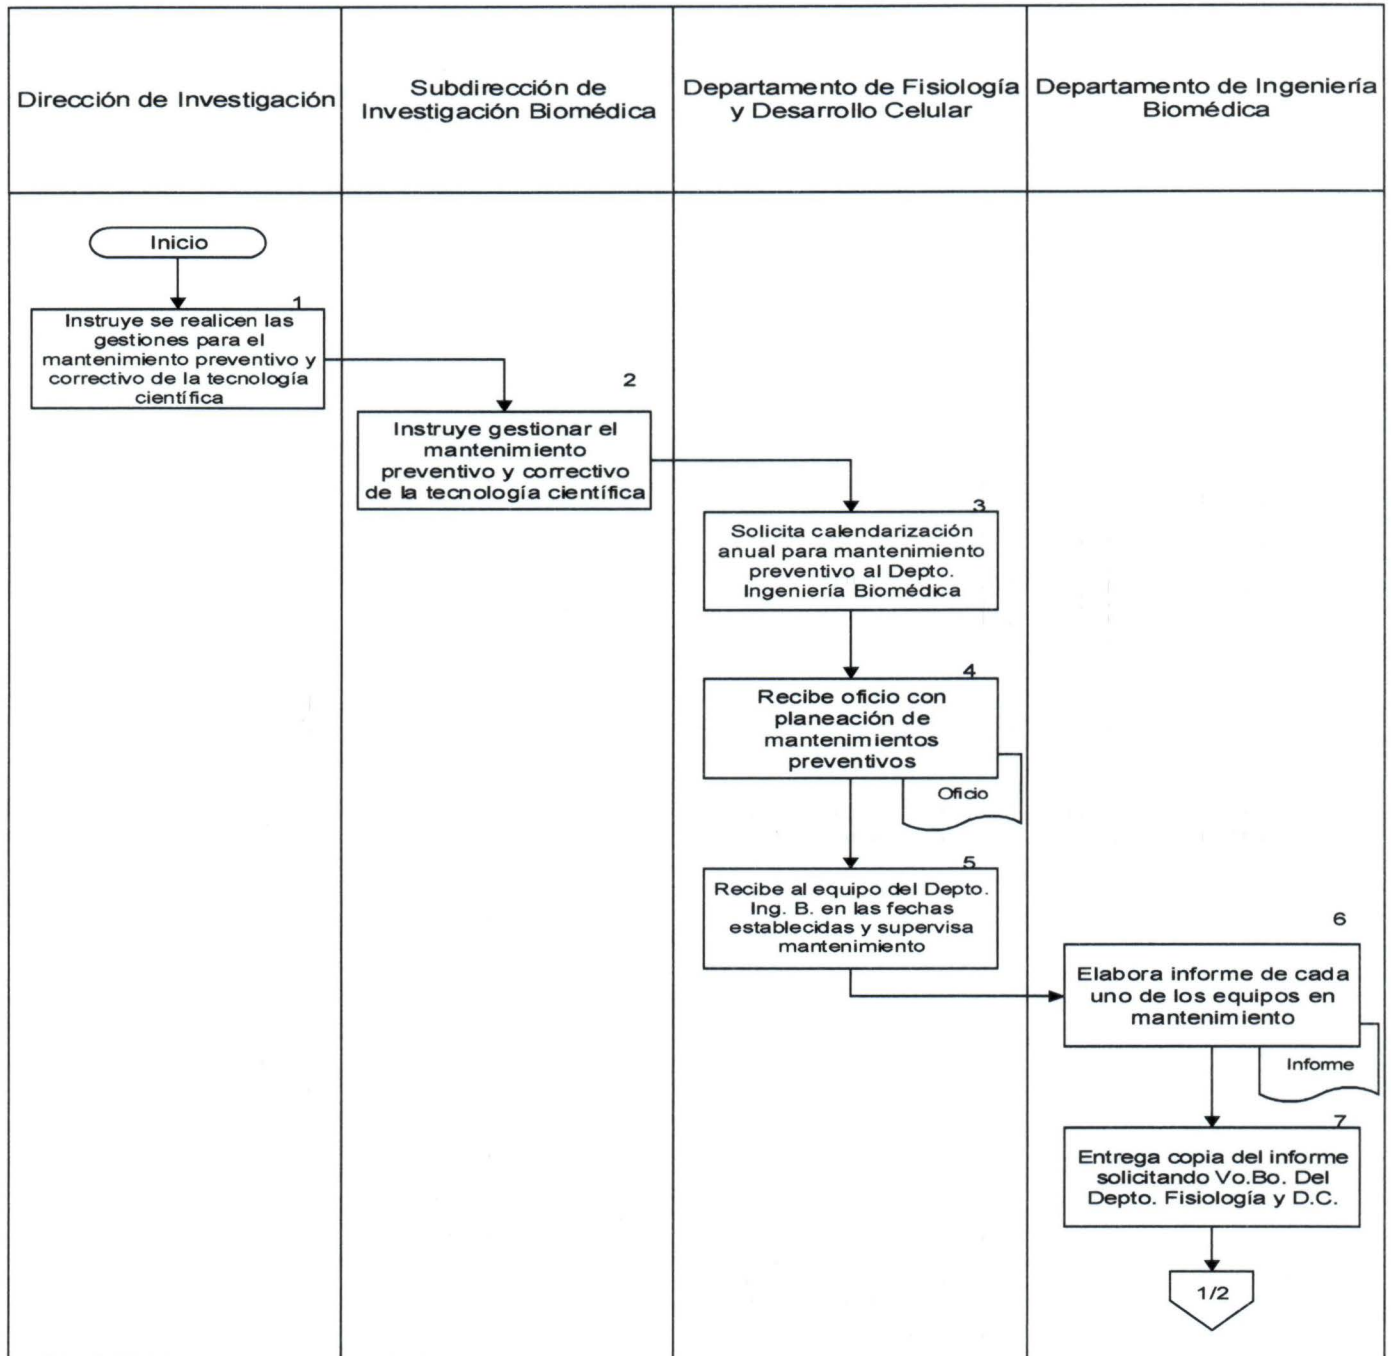 Dirección de Investigación
Subdirección de
Investigación Biomédica
Departamento de Fisiología
y Desarrollo Celular
Departamento de Ingeniería
Biomédica
Inicio
1
Instruye se realicen las
gestiones para el
mantenimiento preventivo y
correctivo de la tecnología
científica
2
Instruye gestionar el
mantenimiento
preventivo y correctivo
de la tecnología científica
3
Solicita calendarización
anual para mantenimiento
preventivo al Depto.
Ingeniería Biomédica
4
Recibe oficio con
planeación de
mantenimientos
preventivos
Oficio
5
Recibe al equipo del Depto.
Ing. B. en las fechas
establecidas y supervisa
mantenimiento
6
Elabora informe de cada
uno de los equipos en
mantenimiento
Informe
7
Entrega copia del informe
solicitando Vo.Bo. Del
Depto. Fisiología y D.C.
1/2